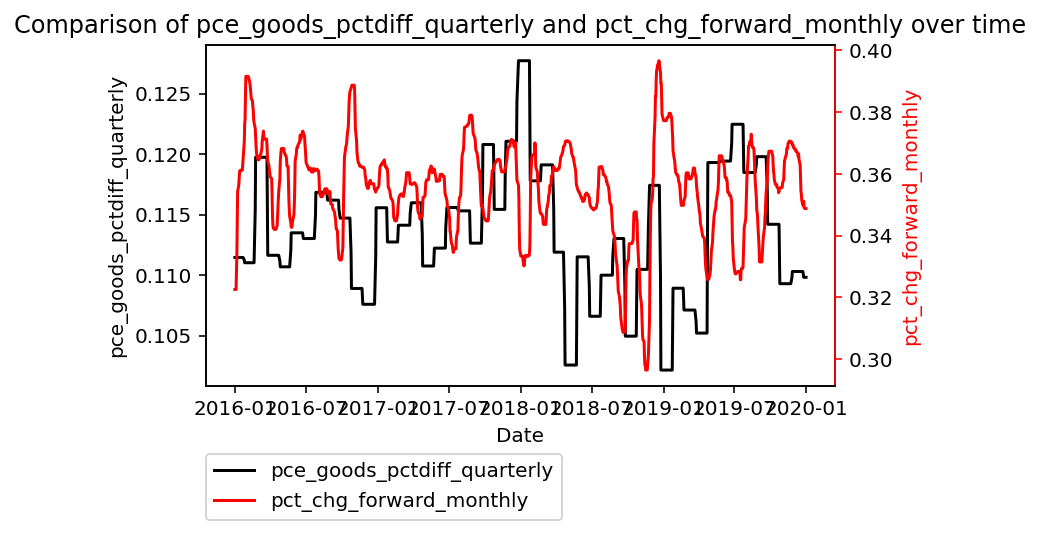 Comparison of pce_goods_pctdiff_quarterly and pct_chg_forward_monthly over time
pce_goods_pctdiff_quarterly
0.125
0.120
0.115
0.110
0.105
0.40
0.38
0.36
0.34
0.32
0.30
pct_chg_forward_monthly
2016-01 2016-07 2017-01 2017-07 2018-01 2018-07 2019-01 2019-07 2020-01
Date
pce_goods_pctdiff_quarterly
pct_chg_forward_monthly